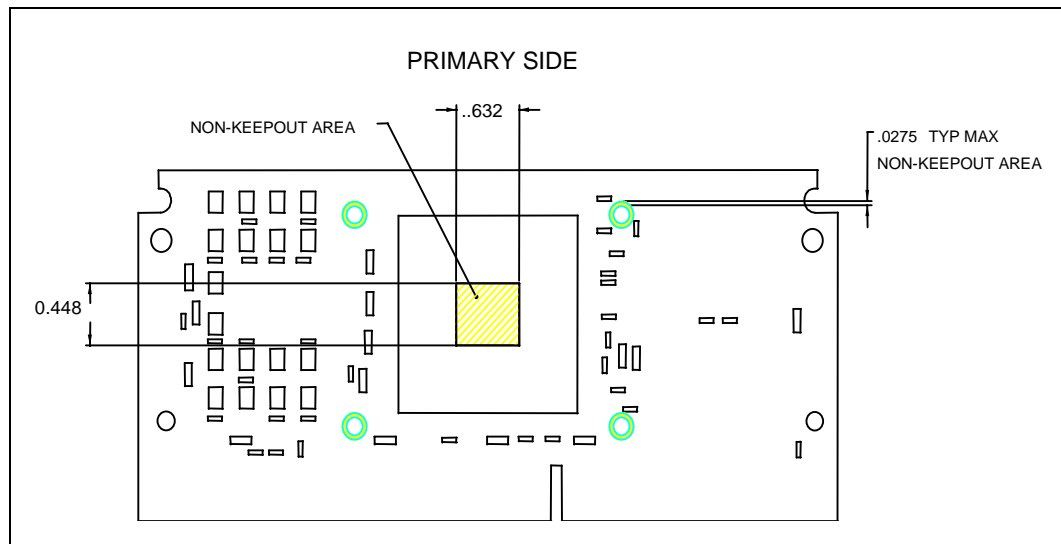 PRIMARY SIDE
..632
NON-KEEPOUT AREA
.0275 TYP MAX
NON-KEEPOUT AREA
0.448